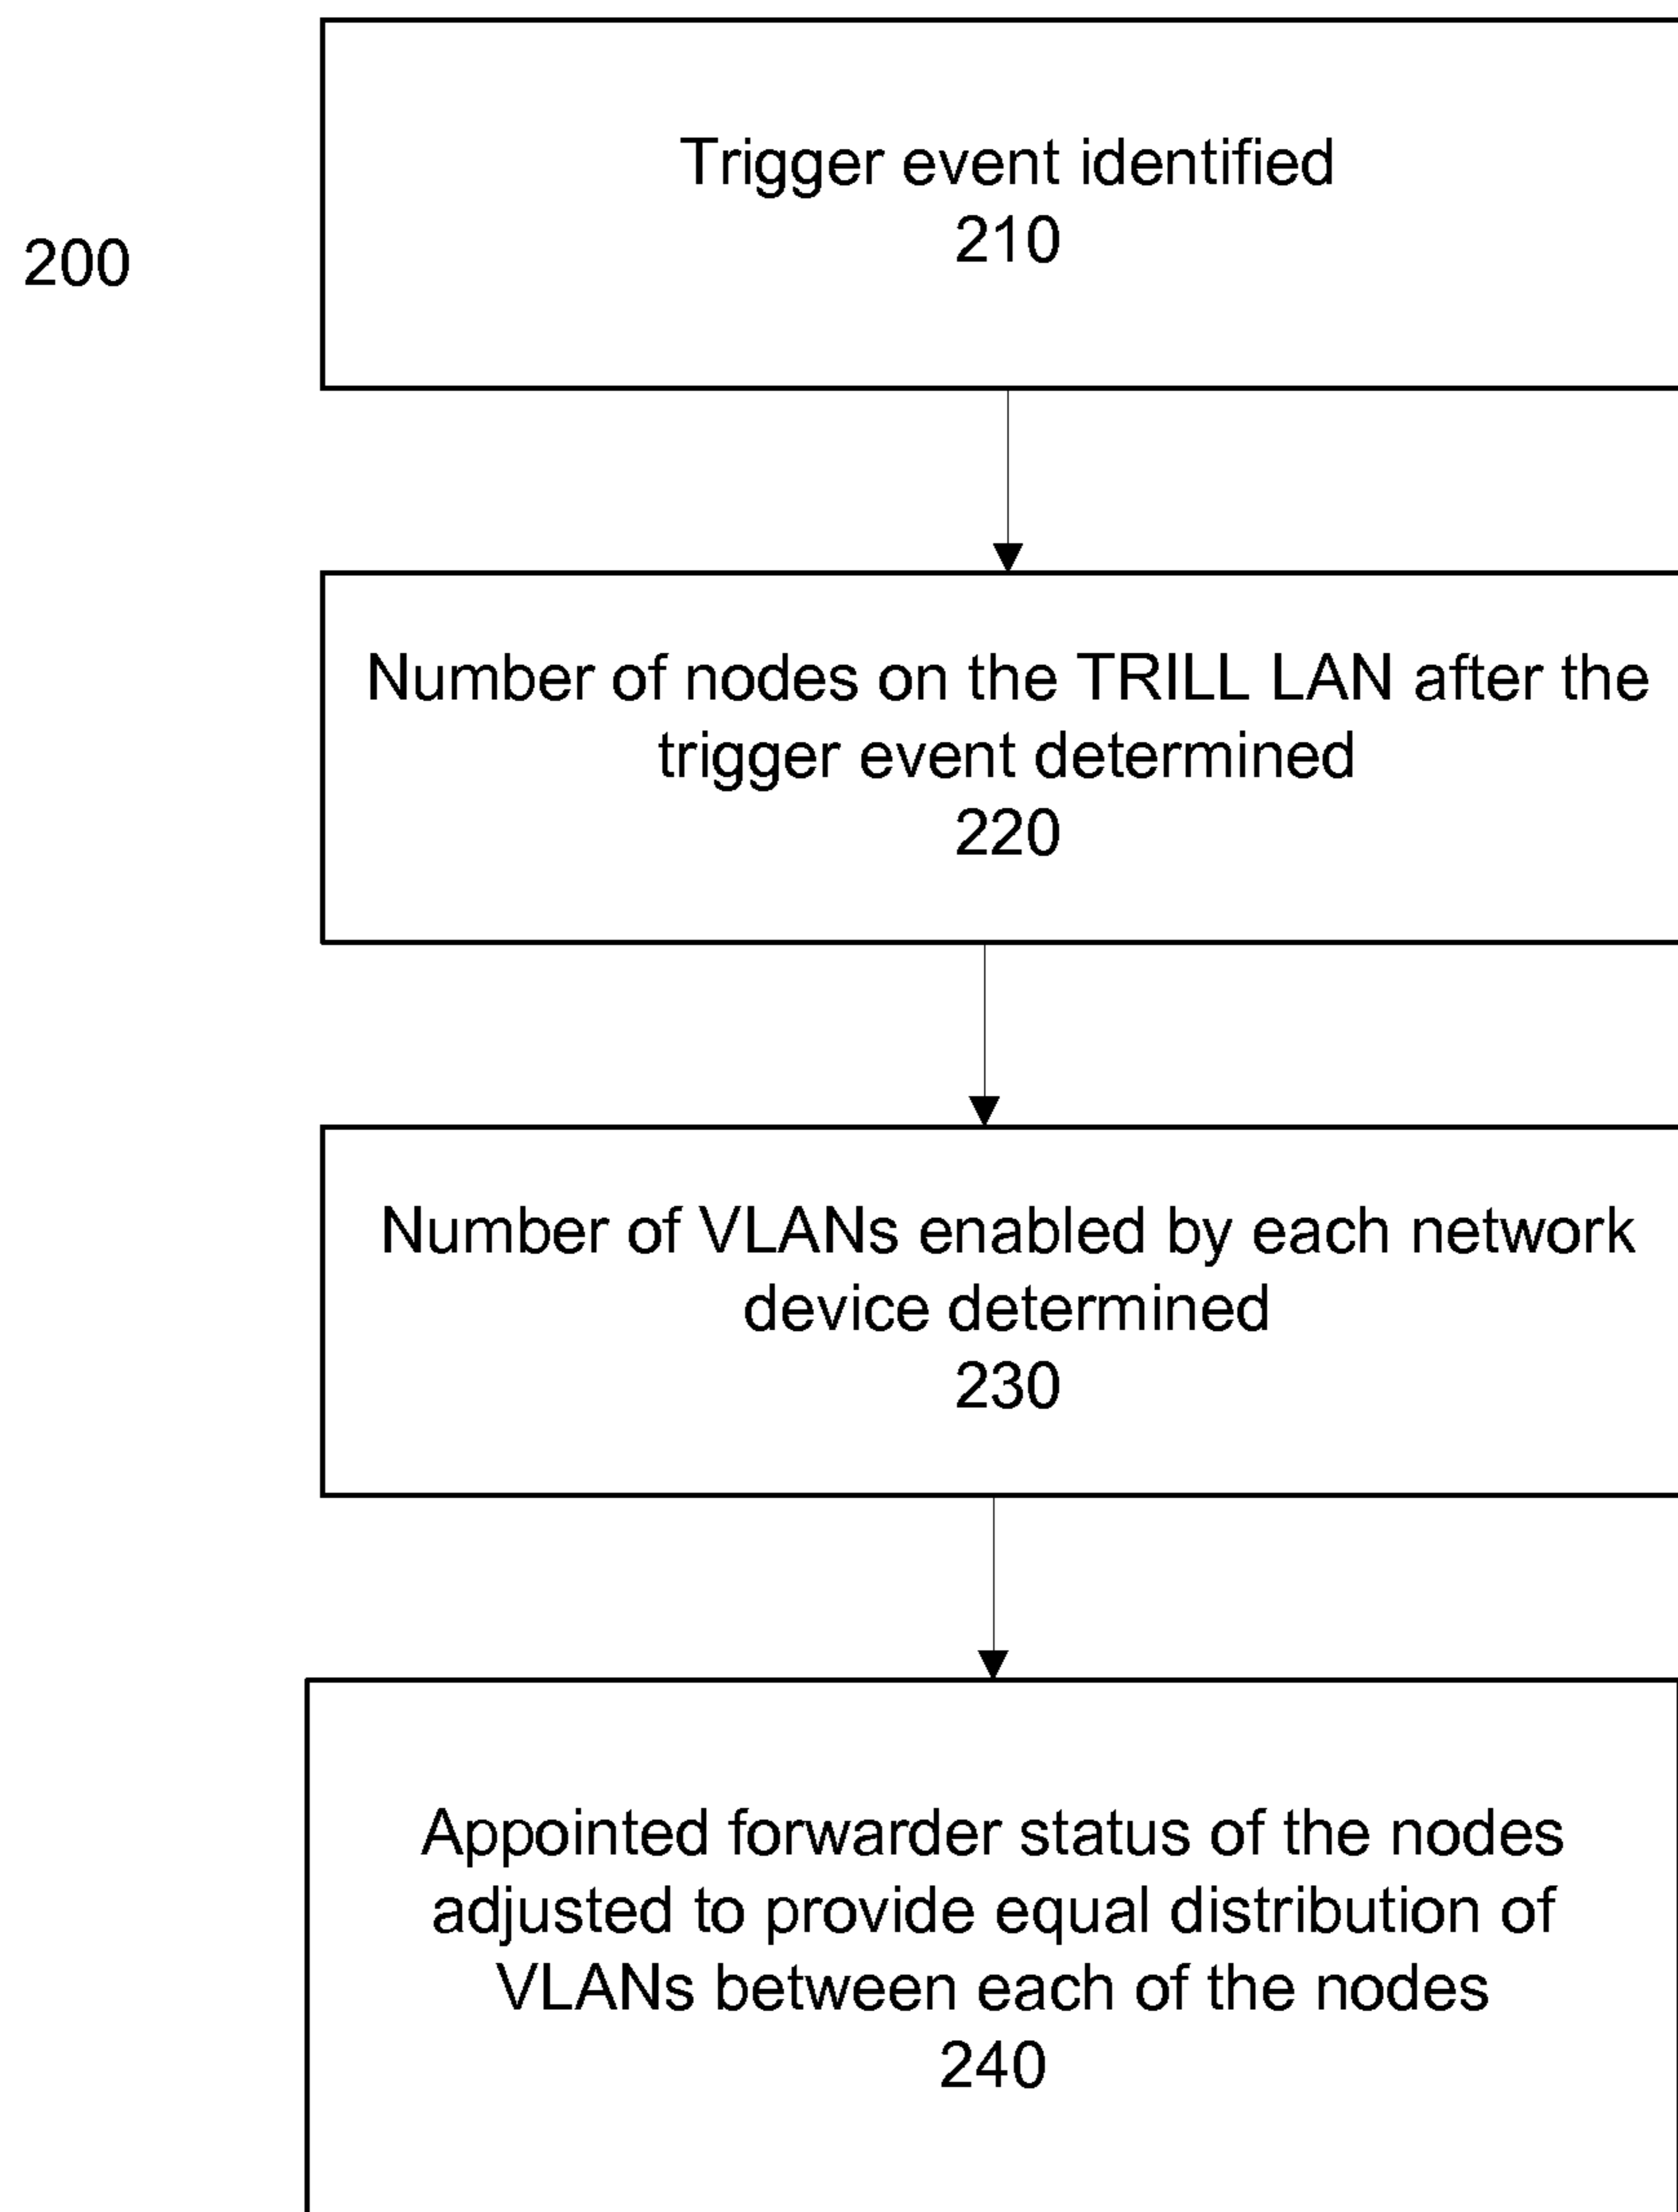 200
Trigger event identified
210
Number of nodes on the TRILL LAN after the
trigger event determined
220
Number of VLANs enabled by each network
device determined
230
Appointed forwarder status of the nodes
adjusted to provide equal distribution of
VLANs between each of the nodes
240